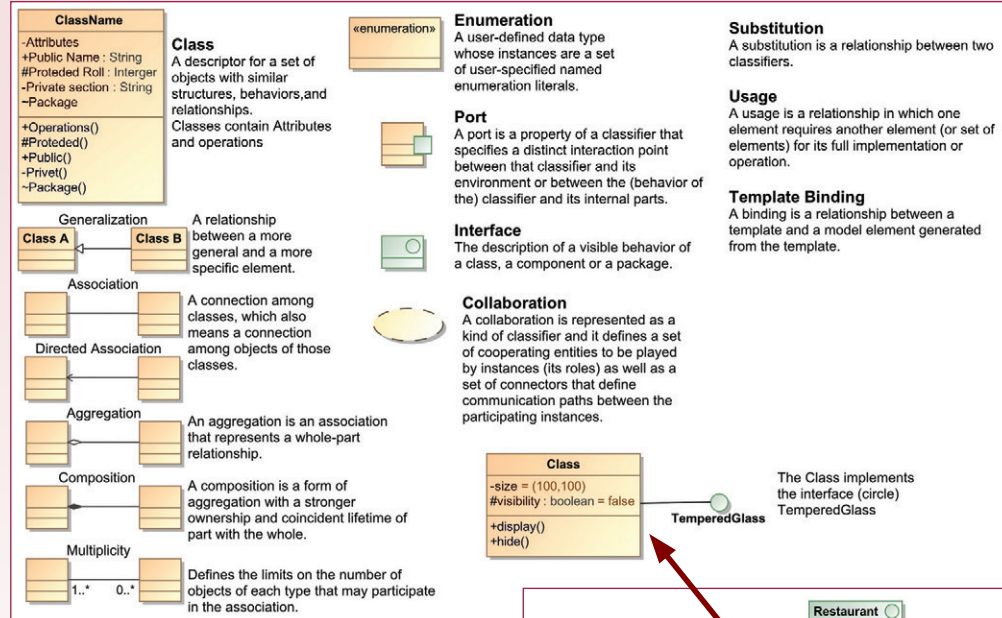 ClassName
-Attributes
+Public Name : String
#Proteded Roll : Interger
-Private section : String
~Package
+Operations()
#Proteded()
+Public()
-Privet()
~Package()
Class
A descriptor for a set of
objects with similar
structures, behaviors,and
relationships.
Classes contain Attributes
and operations
Generalization
Class A
Class B
A relationship
between a more
general and a more
specific element.
Association
A connection among
classes, which also
means a connection
among objects of those
classes.
Directed Association
Aggregation
An aggregation is an association
that represents a whole-part
relationship.
Composition
A composition is a form of
aggregation with a stronger
ownership and coincident lifetime of
part with the whole.
Multiplicity
1..*
0..*
Defines the limits on the number of
objects of each type that may participate
in the association.
«enumeration»
Enumeration
A user-defined data type
whose instances are a set
of user-specified named
enumeration literals.
Port
A port is a property of a classifier that
specifies a distinct interaction point
between that classifier and its
environment or between the (behavior of
the) classifier and its internal parts.
Interface
The description of a visible behavior of
a class, a component or a package.
Collaboration
A collaboration is represented as a
kind of classifier and it defines a set
of cooperating entities to be played
by instances (its roles) as well as a
set of connectors that define
communication paths between the
participating instances.
Substitution
A substitution is a relationship between two
classifiers.
Usage
A usage is a relationship in which one
element requires another element (or set of
elements) for its full implementation or
operation.
Template Binding
A binding is a relationship between a
template and a model element generated
from the template.
Class
-size = (100,100)
#visibility : boolean = false
+display()
+hide()
TemperedGlass
The Class implements
the interface (circle)
TemperedGlass
Restaurant